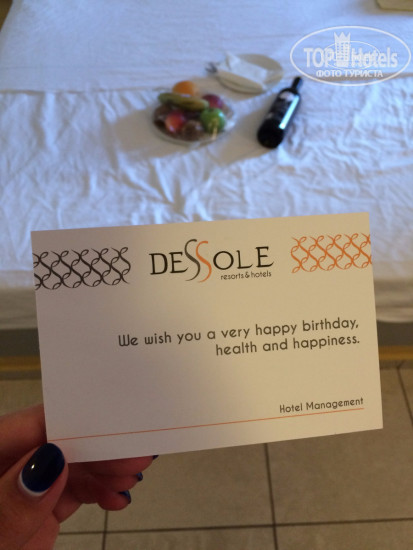 TOP Hotels
ФОТО ТУРИСТА
DESSOLE
resorts & hotels
We wish you a very happy birthday,
health and happiness.
Hotel Management